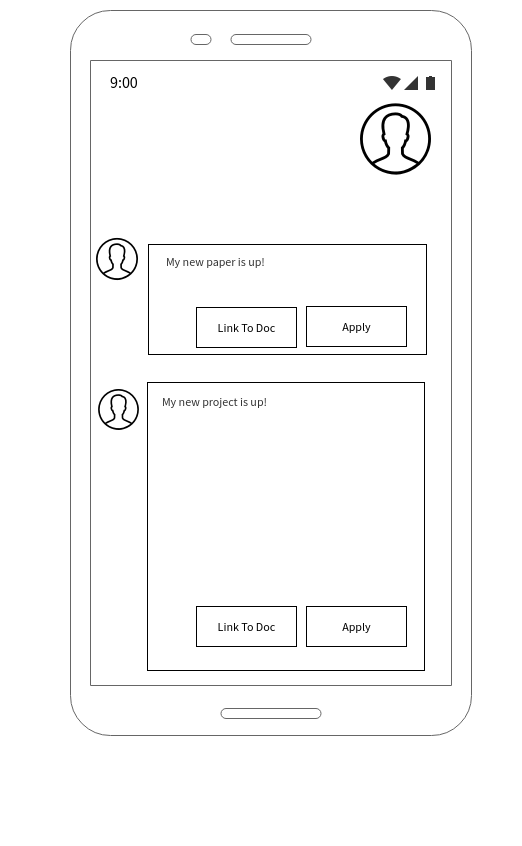 9:00
My new paper is up!
Link To Doc
Apply
My new project is up!
Link To Doc
Apply